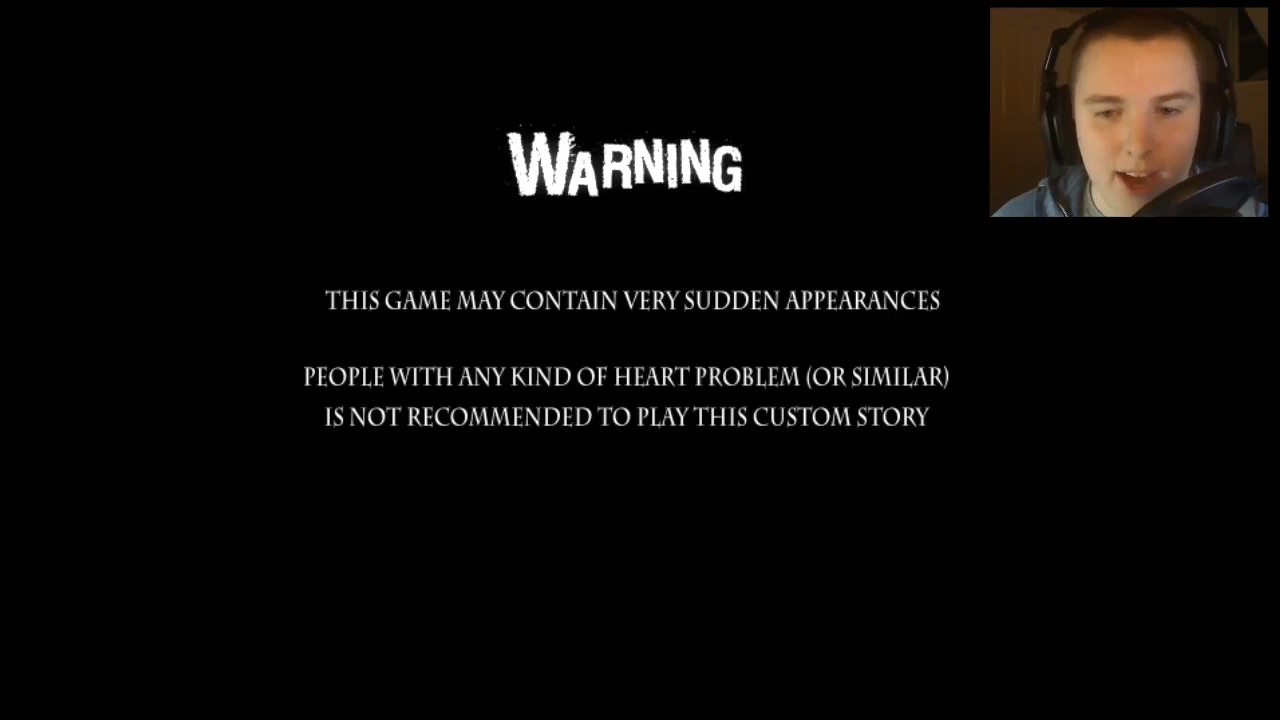 WARNING
THIS GAME MAY CONTAIN VERY SUDDEN APPEARANCES
PEOPLE WITH ANY KIND OF HEART PROBLEM (OR SIMILAR)
IS NOT RECOMMENDED TO PLAY THIS CUSTOM STORY